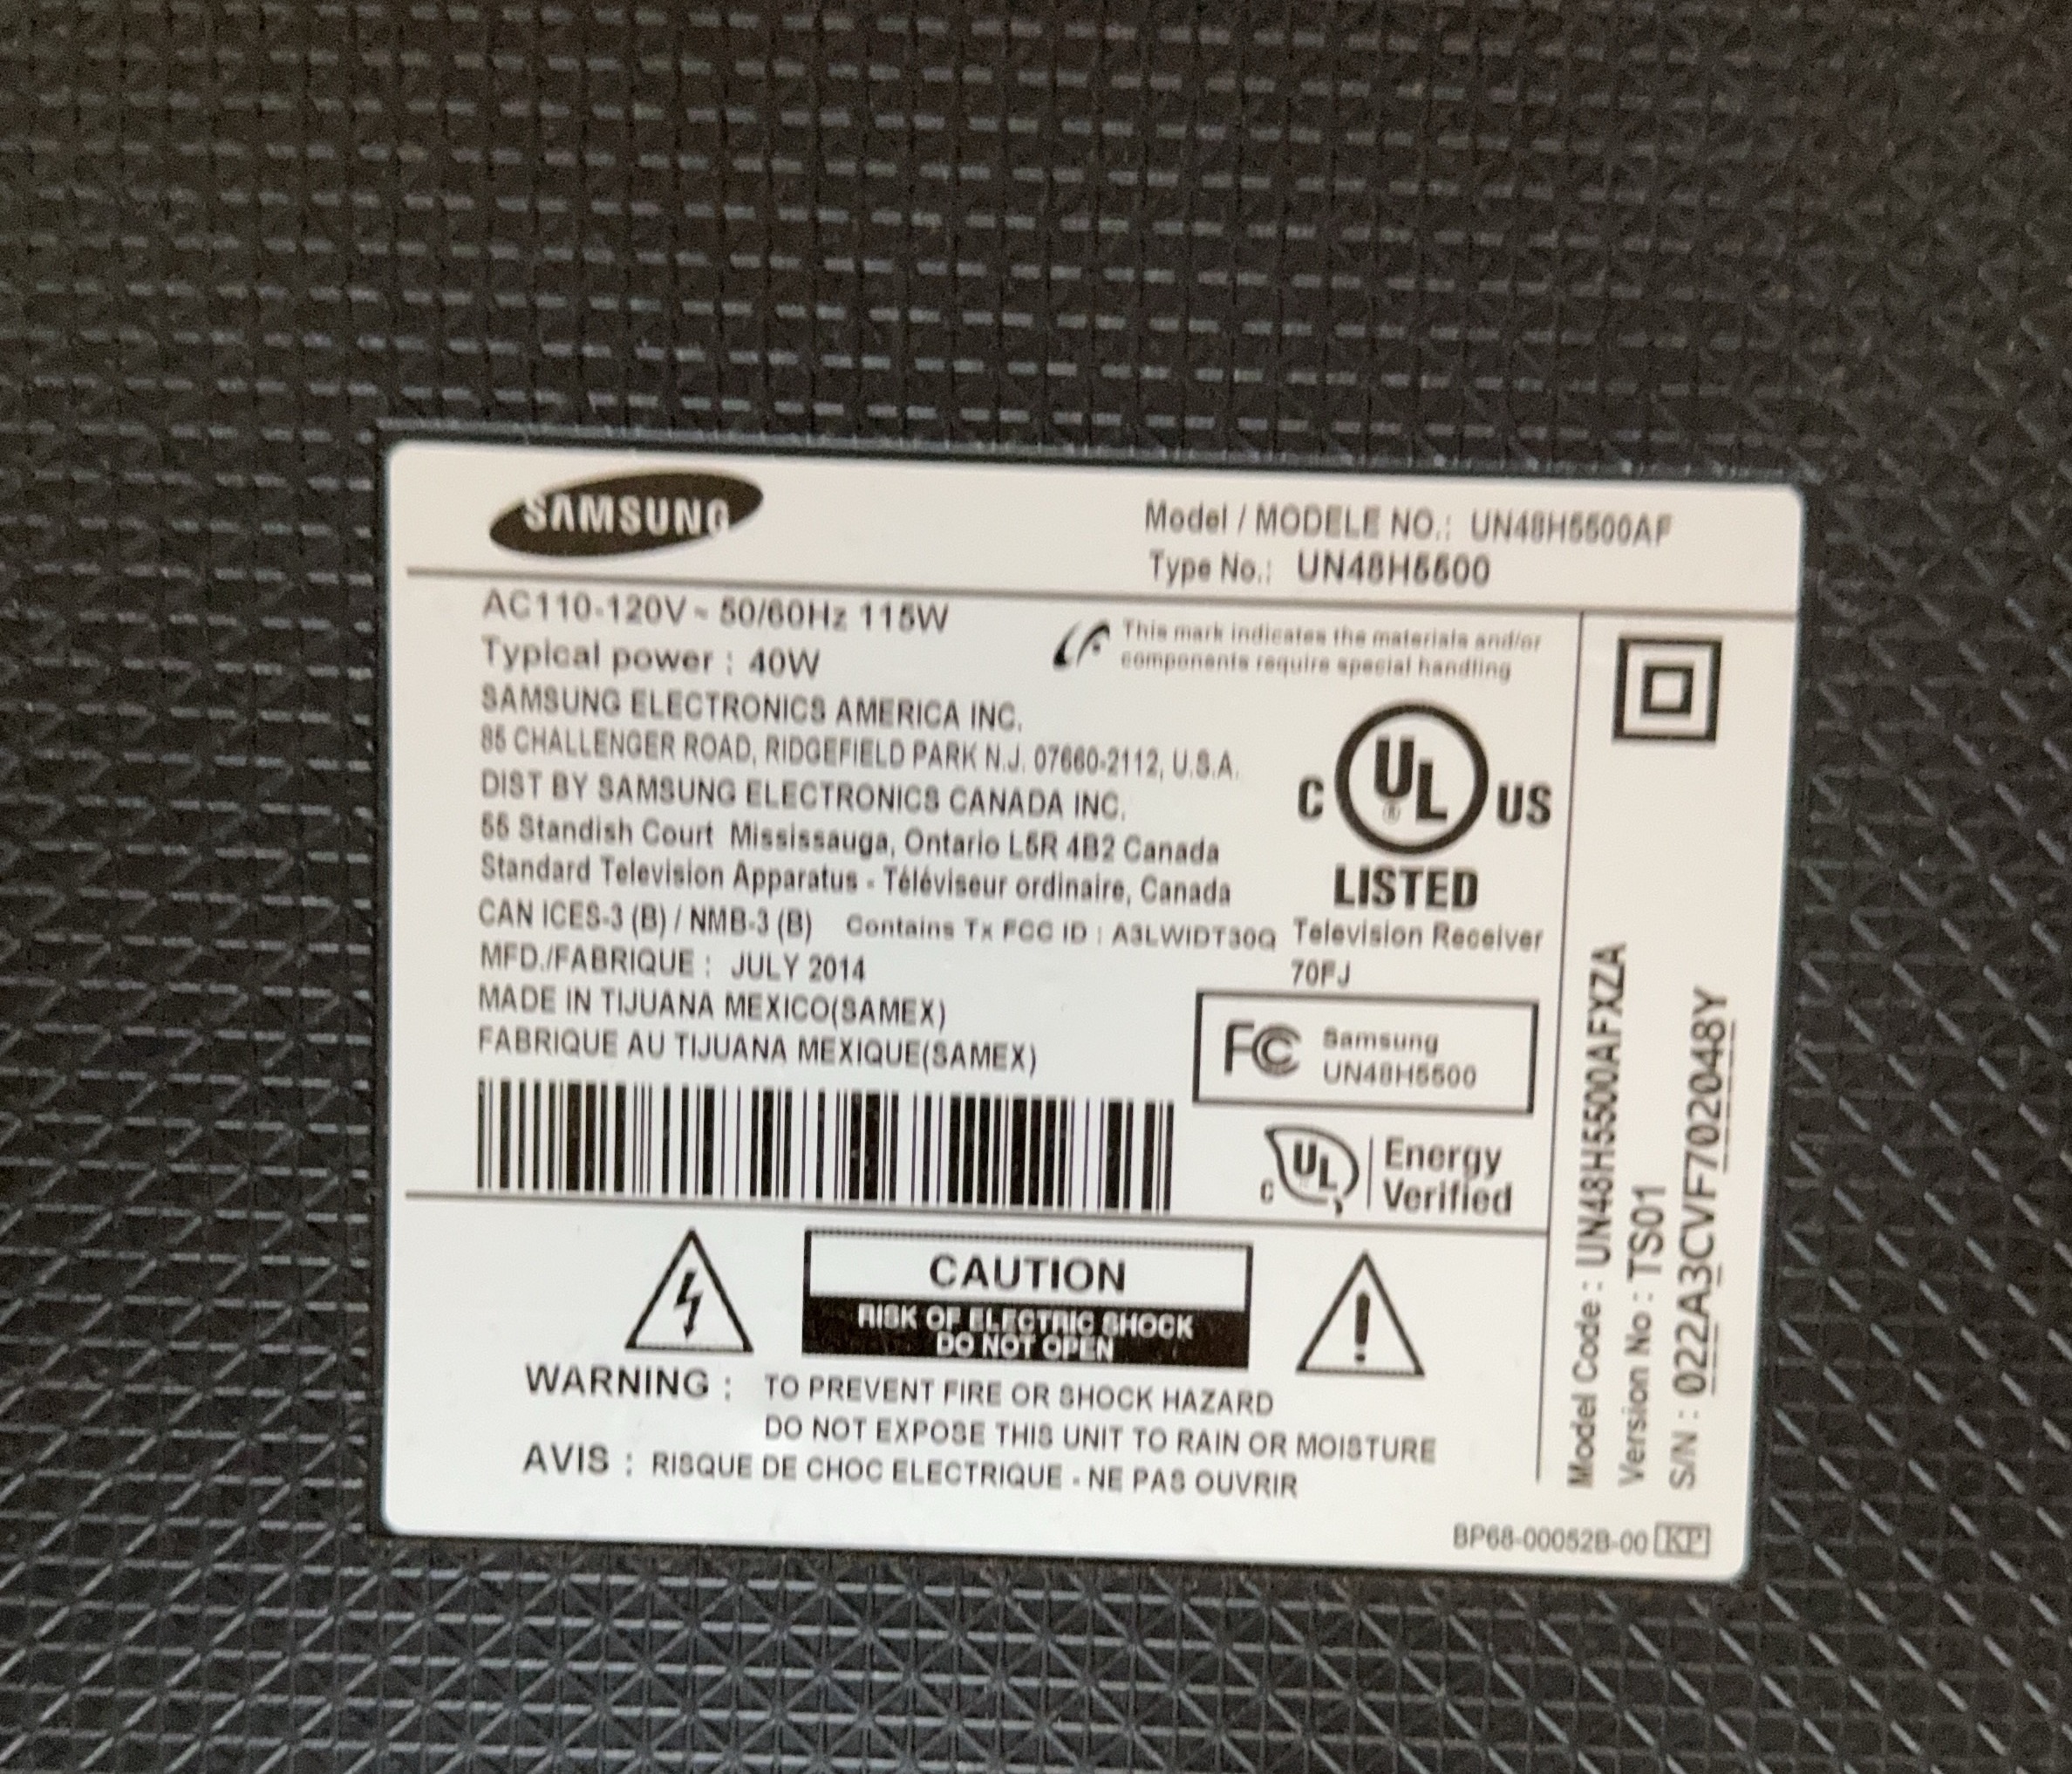 SAMSUNG
Model / MODELE NO.: UN48H5500AF
Type No.: UN48H5500
AC110-120V ~ 50/60Hz 115W
Typical power : 40W
This mark indicates the materials and/or
components require special handling
SAMSUNG ELECTRONICS AMERICA INC.
85 CHALLENGER ROAD, RIDGEFIELD PARK N.J. 07660-2112, U.S.A.
DIST BY SAMSUNG ELECTRONICS CANADA INC.
55 Standish Court Mississauga, Ontario L5R 4B2 Canada
Standard Television Apparatus - Téléviseur ordinaire, Canada
CAN ICES-3 (B) / NMB-3 (B) Contains Tx FCC ID : A3LWIDT30Q
MFD./FABRIQUE : JULY 2014
MADE IN TIJUANA MEXICO(SAMEX)
FABRIQUE AU TIJUANA MEXIQUE(SAMEX)
C UL ® US
LISTED
Television Receiver
70FJ
FC Samsung
UN48H5500
C UL Energy
Verified
CAUTION
RISK OF ELECTRIC SHOCK
DO NOT OPEN
WARNING : TO PREVENT FIRE OR SHOCK HAZARD
DO NOT EXPOSE THIS UNIT TO RAIN OR MOISTURE
AVIS : RISQUE DE CHOC ELECTRIQUE - NE PAS OUVRIR
Model Code : UN48H5500AFXZA
Version No : TS01
S/N : 022A3CVF702048Y
BP68-00052B-00 KP